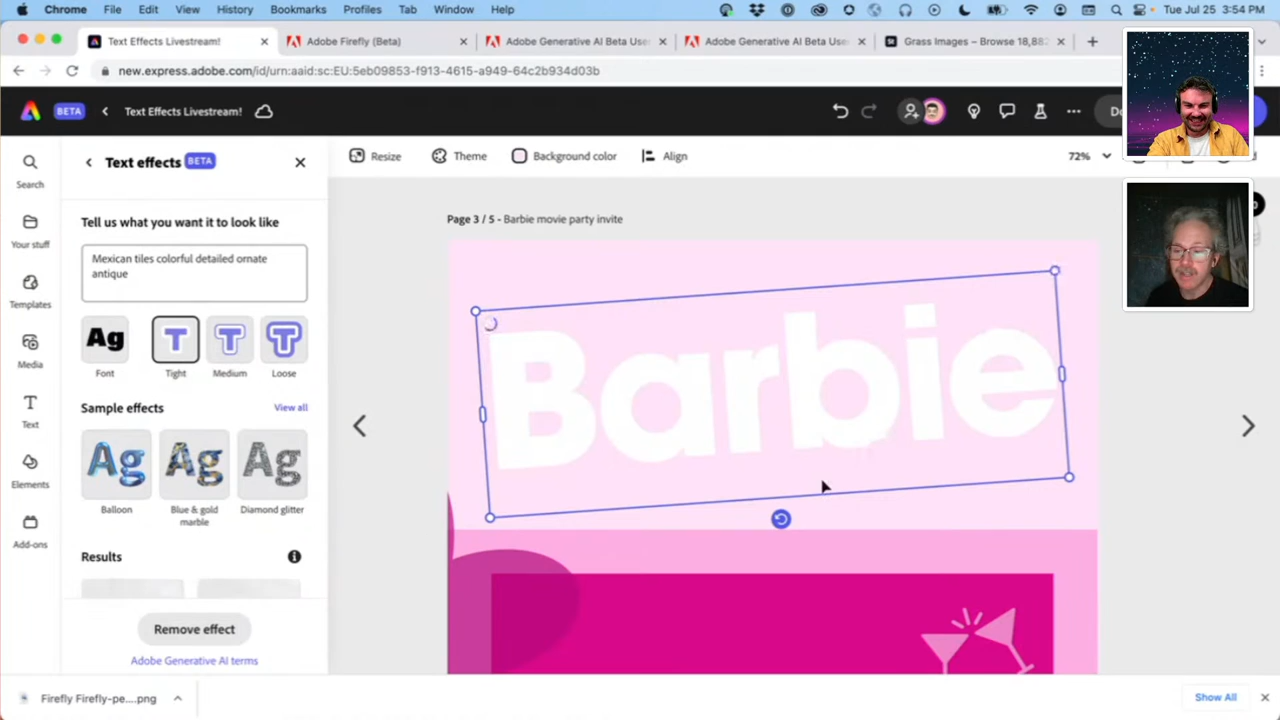 Chrome File Edit View History Bookmarks Profiles Tab Window Help Tue Jul 25 3:54 PM
Text Effects Livestream! Adobe Firefly (Beta) Adobe Generative AI Beta Use Adobe Generative AI Beta Use Grass Images – Browse 18,882
new.express.adobe.com/id/urn:aaid:sc:EU:5eb09853-f913-4615-a949-64c2b934d03b
BETA Text Effects Livestream!
Text effects BETA
Resize Theme Background color Align 72%
Search
Your stuff
Templates
Media
Text
Elements
Add-ons
Tell us what you want it to look like
Mexican tiles colorful detailed ornate
antique
Ag T T T
Font Tight Medium Loose
Sample effects View all
Ag Ag Ag
Balloon Blue & gold Diamond glitter
marble
Results
Remove effect
Adobe Generative AI terms
Page 3 / 5 - Barbie movie party invite
Barbie
Firefly Firefly-pe....png
Show All